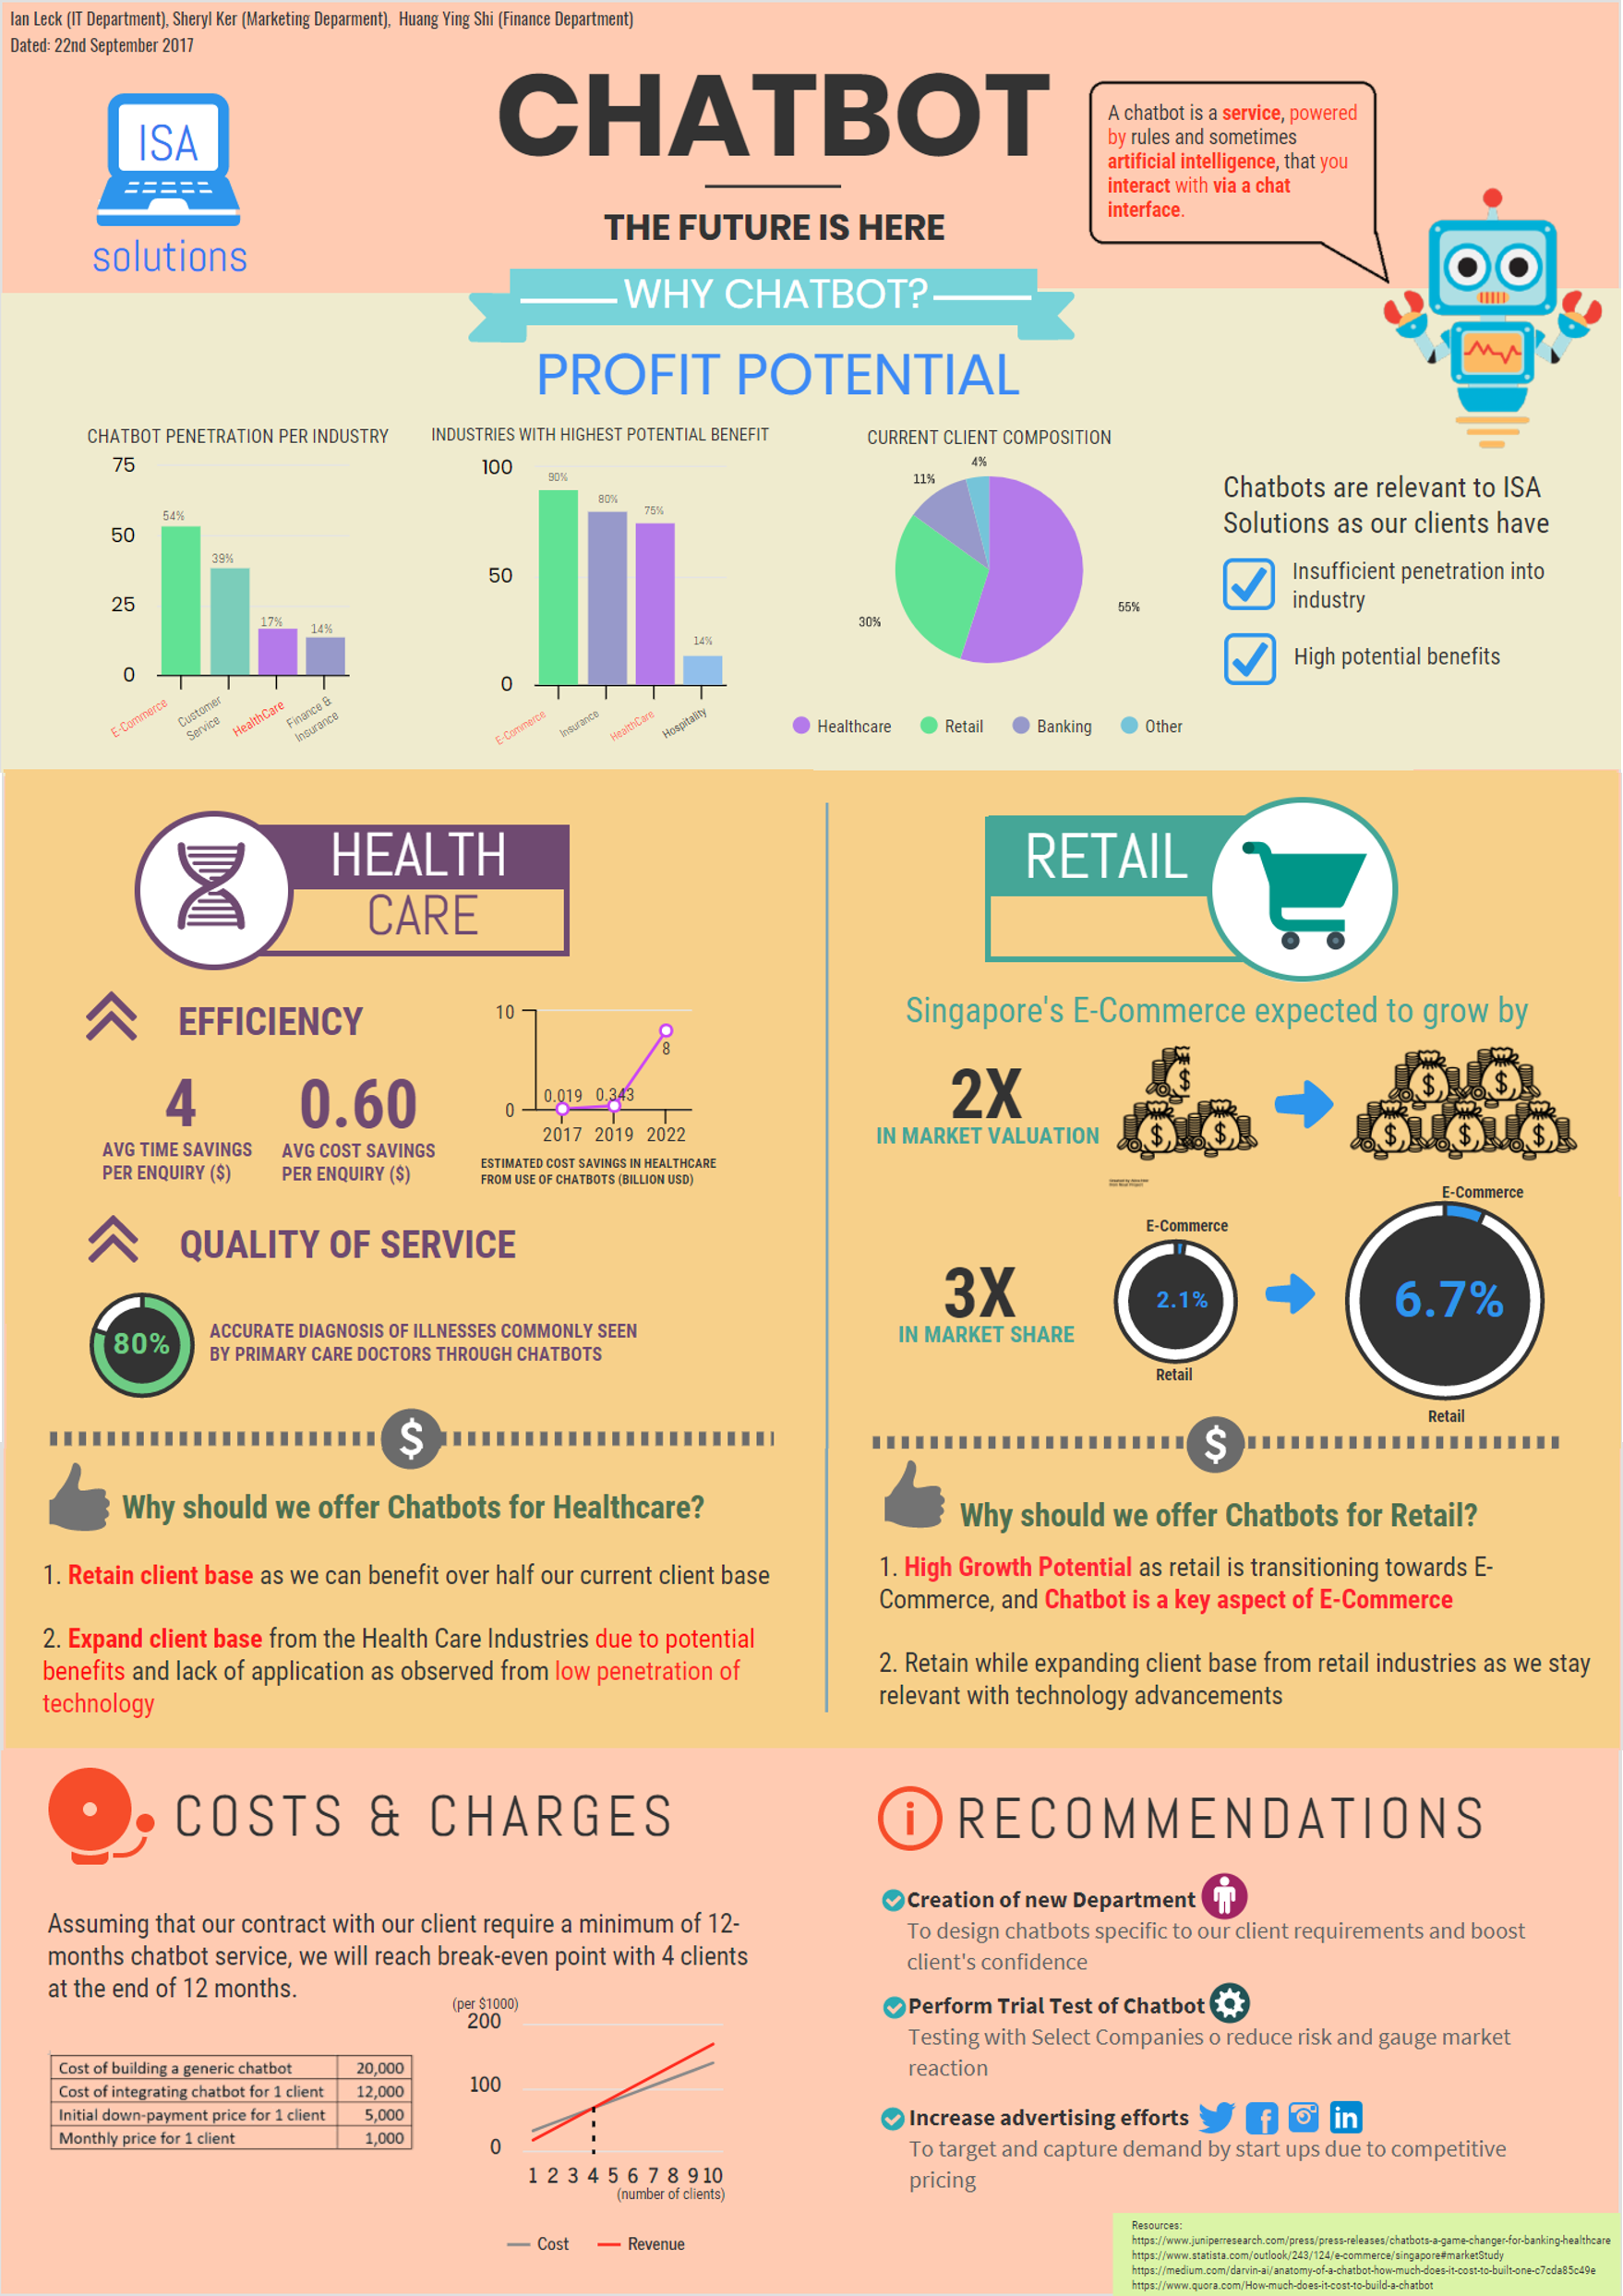 Ian Leck (IT Department), Sheryl Ker (Marketing Deparment), Huang Ying Shi (Finance Department)
Dated: 22nd September 2017
ISA
solutions
CHATBOT
THE FUTURE IS HERE
A chatbot is a service, powered
by rules and sometimes
artificial intelligence, that you
interact with via a chat
interface.
WHY CHATBOT?
PROFIT POTENTIAL
CHATBOT PENETRATION PER INDUSTRY
75
50
25
0
54%
39%
17%
14%
E-Commerce
Customer
Service
HealthCare
Finance &
Insurance
INDUSTRIES WITH HIGHEST POTENTIAL BENEFIT
100
50
0
90%
80%
75%
14%
E-Commerce
Insurance
HealthCare
Hospitality
CURRENT CLIENT COMPOSITION
4%
11%
30%
55%
Healthcare
Retail
Banking
Other
Chatbots are relevant to ISA
Solutions as our clients have
Insufficient penetration into
industry
High potential benefits
HEALTH
CARE
EFFICIENCY
4
AVG TIME SAVINGS
PER ENQUIRY ($)
0.60
AVG COST SAVINGS
PER ENQUIRY ($)
10
0
0.019
0.343
8
2017 2019 2022
ESTIMATED COST SAVINGS IN HEALTHCARE
FROM USE OF CHATBOTS (BILLION USD)
QUALITY OF SERVICE
80%
ACCURATE DIAGNOSIS OF ILLNESSES COMMONLY SEEN
BY PRIMARY CARE DOCTORS THROUGH CHATBOTS
$
Why should we offer Chatbots for Healthcare?
1. Retain client base as we can benefit over half our current client base
2. Expand client base from the Health Care Industries due to potential
benefits and lack of application as observed from low penetration of
technology
RETAIL
Singapore's E-Commerce expected to grow by
2X
IN MARKET VALUATION
$
$ $
$ $
$ $ $
3X
IN MARKET SHARE
E-Commerce
2.1%
Retail
E-Commerce
6.7%
Retail
$
Why should we offer Chatbots for Retail?
1. High Growth Potential as retail is transitioning towards E-
Commerce, and Chatbot is a key aspect of E-Commerce
2. Retain while expanding client base from retail industries as we stay
relevant with technology advancements
COSTS & CHARGES
Assuming that our contract with our client require a minimum of 12-
months chatbot service, we will reach break-even point with 4 clients
at the end of 12 months.
Cost of building a generic chatbot 20,000
Cost of integrating chatbot for 1 client 12,000
Initial down-payment price for 1 client 5,000
Monthly price for 1 client 1,000
(per $1000)
200
100
0
1 2 3 4 5 6 7 8 9 10
(number of clients)
Cost
Revenue
RECOMMENDATIONS
Creation of new Department
To design chatbots specific to our client requirements and boost
client's confidence
Perform Trial Test of Chatbot
Testing with Select Companies o reduce risk and gauge market
reaction
Increase advertising efforts
in
To target and capture demand by start ups due to competitive
pricing
Resources:
https://www.juniperresearch.com/press/press-releases/chatbots-a-game-changer-for-banking-healthcare
https://www.statista.com/outlook/243/124/e-commerce/singapore#marketStudy
https://medium.com/darvin-ai/anatomy-of-a-chatbot-how-much-does-it-cost-to-built-one-c7cda85c49e
https://www.quora.com/How-much-does-it-cost-to-build-a-chatbot